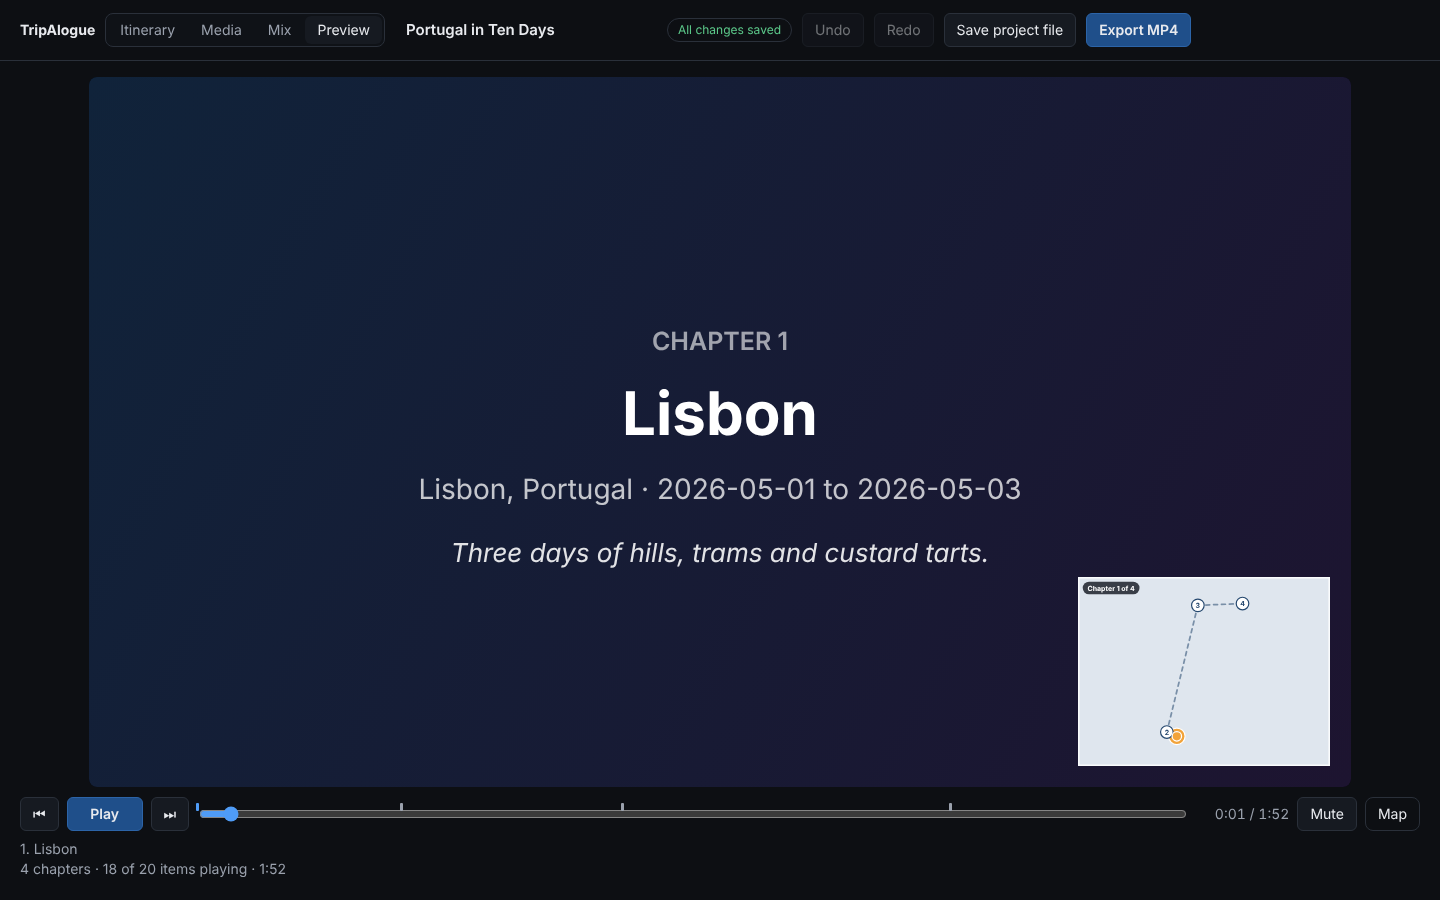 TripAlogue Itinerary Media Mix Preview Portugal in Ten Days All changes saved Undo Redo Save project file Export MP4
CHAPTER 1
Lisbon
Lisbon, Portugal · 2026-05-01 to 2026-05-03
Three days of hills, trams and custard tarts.
Chapter 1 of 4
3 4
2
Play 0:01 / 1:52 Mute Map
1. Lisbon
4 chapters · 18 of 20 items playing · 1:52